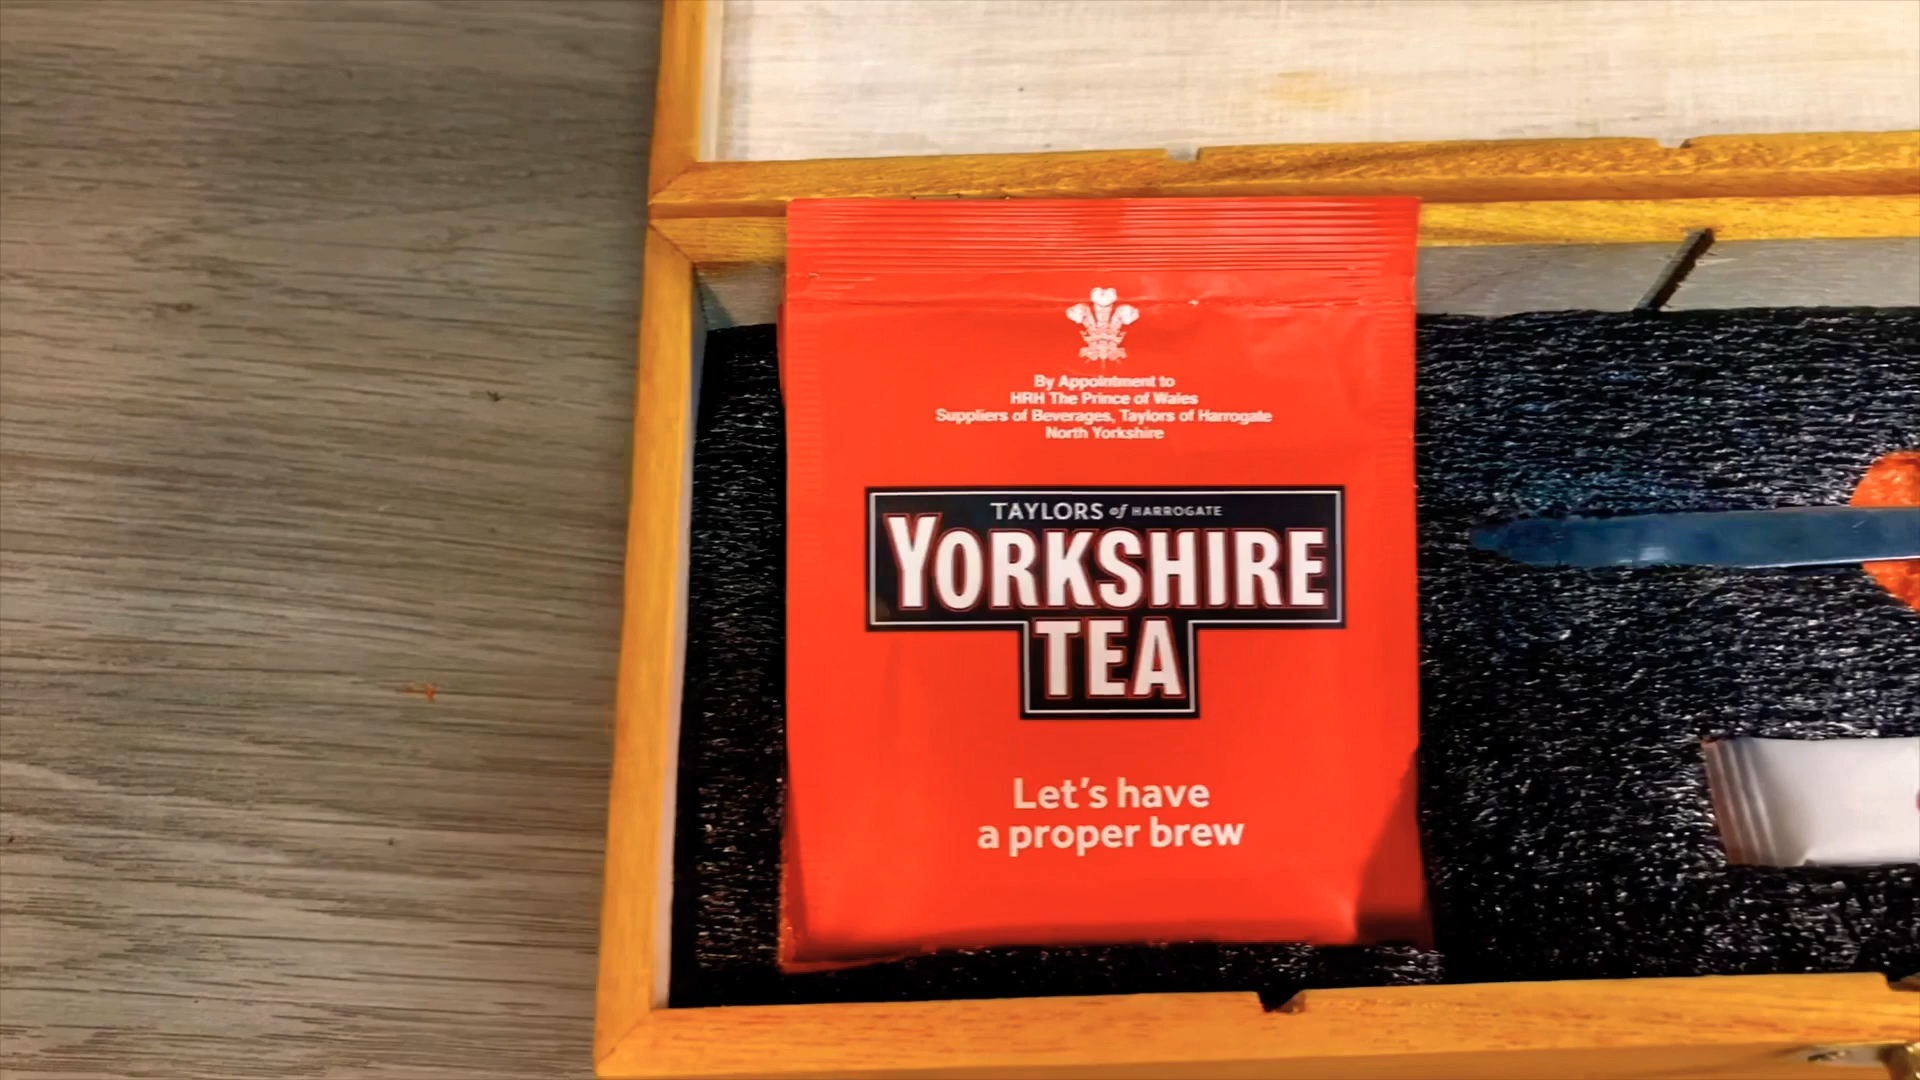 By Appointment to
HRH The Prince of Wales
Suppliers of Beverages, Taylors of Harrogate
North Yorkshire
TAYLORS of HARROGATE
YORKSHIRE
TEA
Let's have
a proper brew